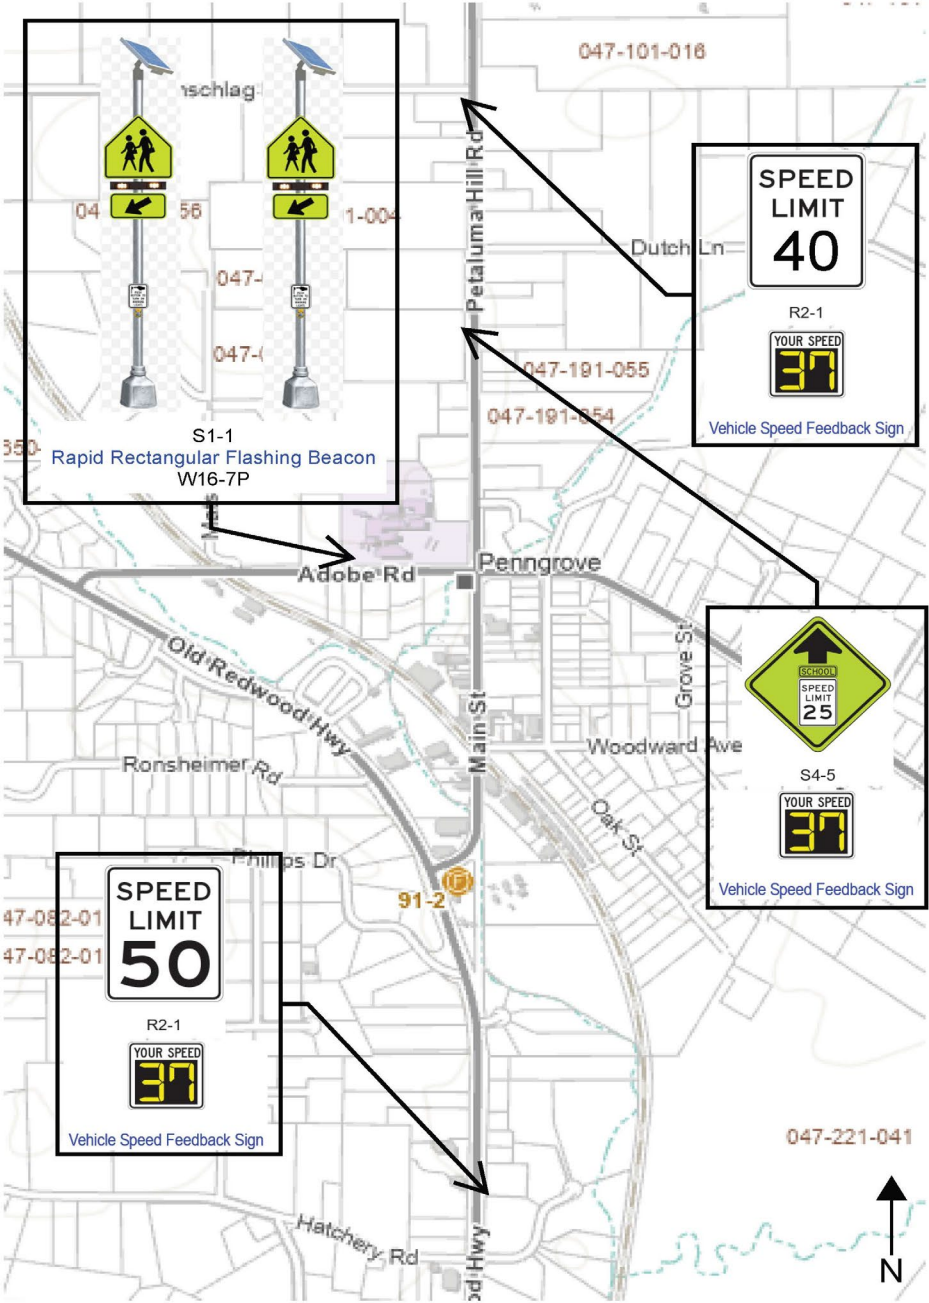 047-101-016
nschlag
Petaluma Hill Rd
SPEED
LIMIT
40
R2-1
YOUR SPEED
37
Vehicle Speed Feedback Sign
04
56
1-004
Dutch Ln
047-
047-0
047-191-055
047-191-054
S1-1
Rapid Rectangular Flashing Beacon
W16-7P
650-
Adobe Rd
Penngrove
Old Redwood Hwy
Main St
Grove St
SCHOOL
SPEED
LIMIT
25
S4-5
YOUR SPEED
37
Vehicle Speed Feedback Sign
Woodward Ave
Ronsheimer Rd
Oak St
Phillips Dr
91-2
47-082-01
47-082-01
SPEED
LIMIT
50
R2-1
YOUR SPEED
37
Vehicle Speed Feedback Sign
047-221-041
Hatchery Rd
od Hwy
N